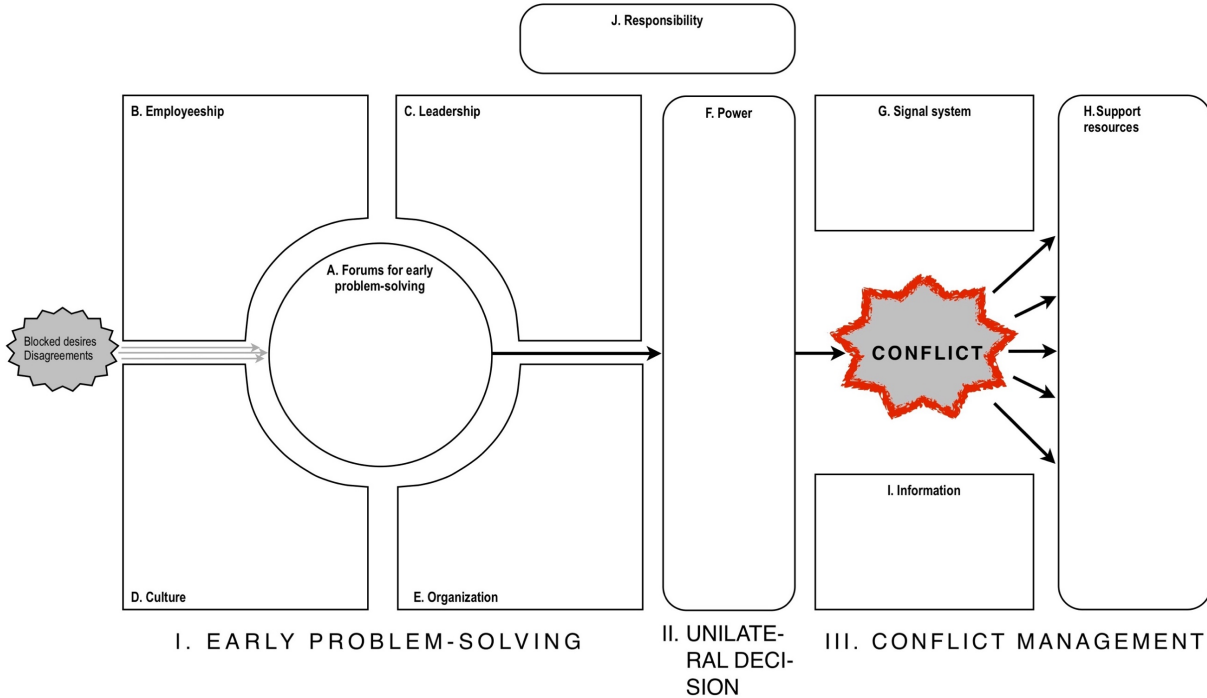 J. Responsibility
B. Employeeship
C. Leadership
F. Power
G. Signal system
H.Support
resources
A. Forums for early
problem-solving
Blocked desires
Disagreements
CONFLICT
I. Information
D. Culture
E. Organization
I. EARLY PROBLEM-SOLVING
II. UNILATE-
RAL DECI-
SION
III. CONFLICT MANAGEMENT